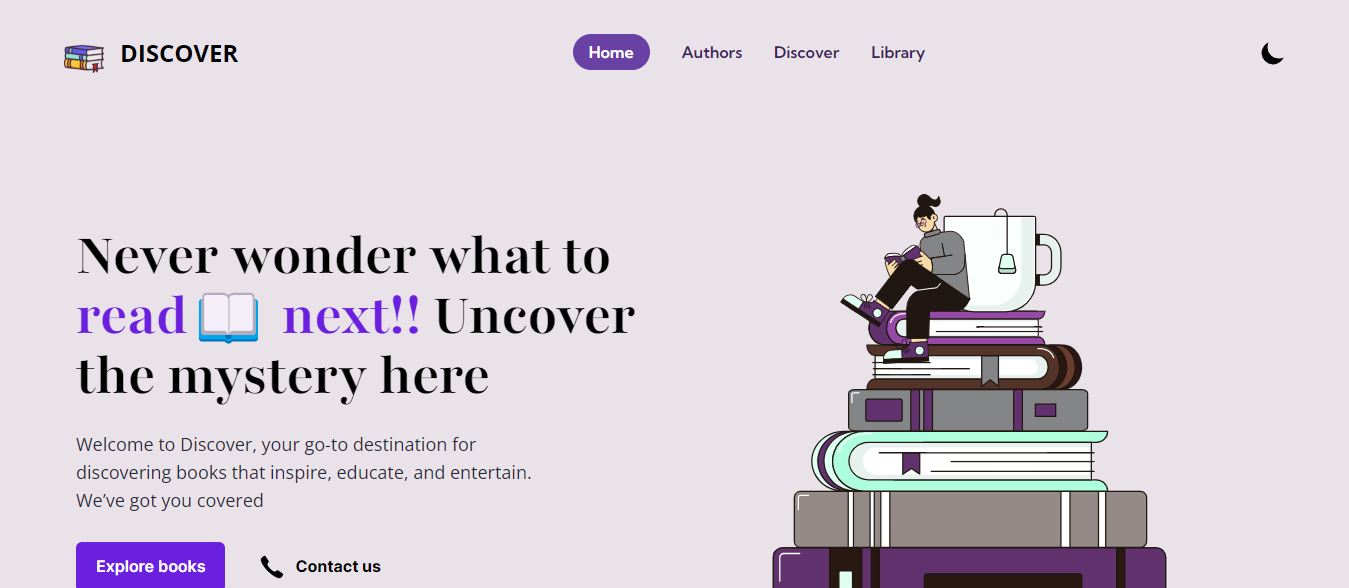 DISCOVER
Home Authors Discover Library
Never wonder what to
read next!! Uncover
the mystery here
Welcome to Discover, your go-to destination for
discovering books that inspire, educate, and entertain.
We’ve got you covered
Explore books Contact us